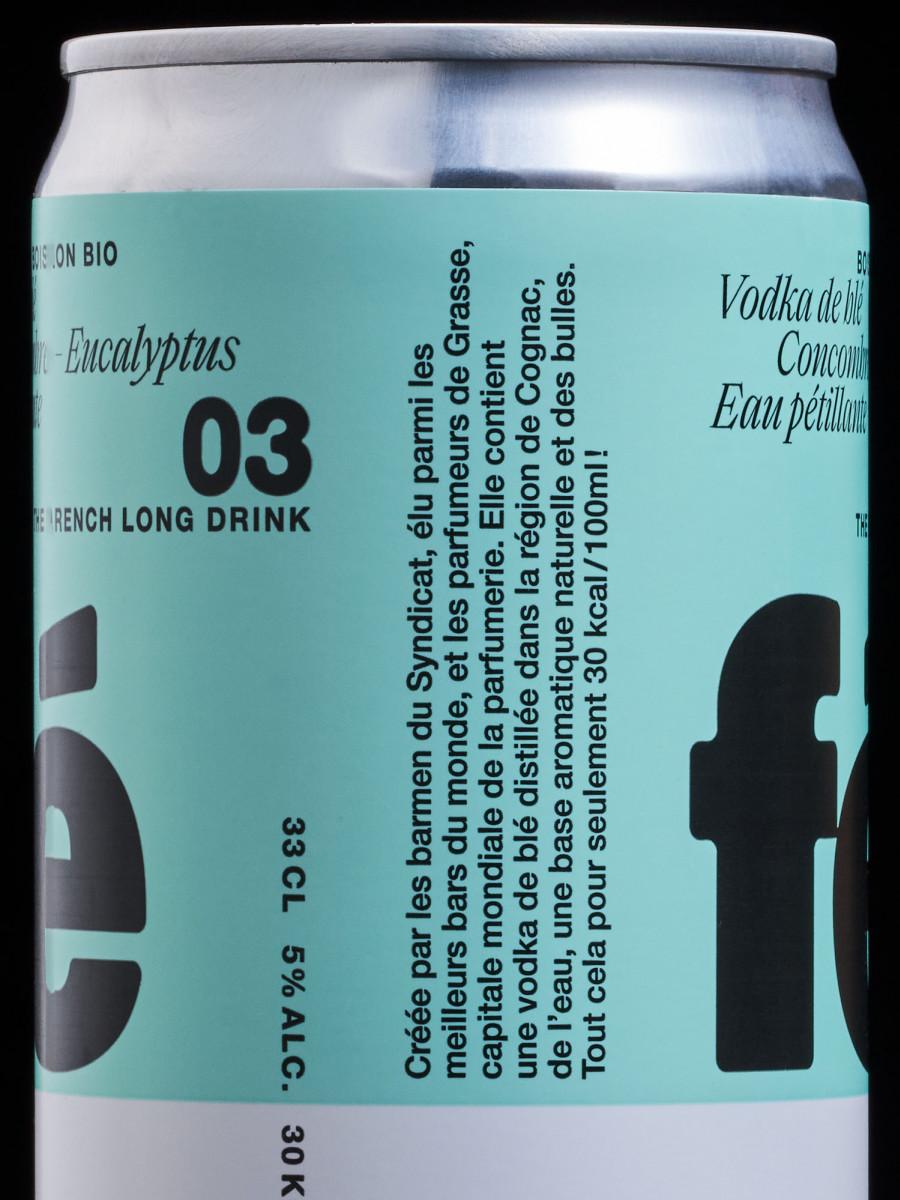 BIO
Eucalyptus
03
FRENCH LONG DRINK
33 CL 5% ALC. 30
Créée par les barmen du Syndicat, élu parmi les
meilleurs bars du monde, et les parfumeurs de Grasse,
capitale mondiale de la parfumerie. Elle contient
une vodka de blé distillée dans la région de Cognac,
de l'eau, une base aromatique naturelle et des bulles.
Tout cela pour seulement 30 kcal/100ml!
Vodka de blé
Eau pétillante